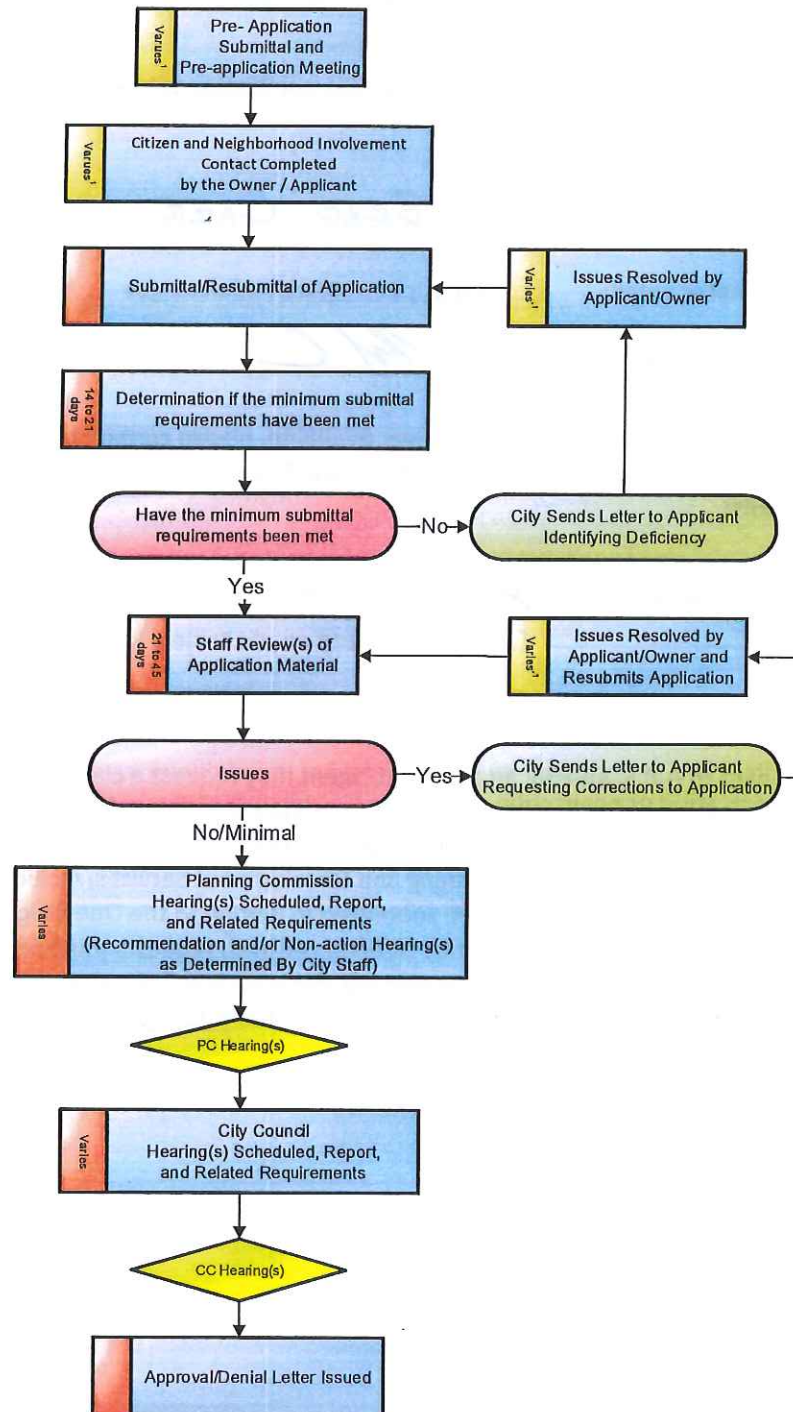 Pre- Application
Submittal and
Pre-application Meeting
Varues¹
Citizen and Neighborhood Involvement
Contact Completed
by the Owner / Applicant
Varues¹
Submittal/Resubmittal of Application
Issues Resolved by
Applicant/Owner
Varies,¹
Determination if the minimum submittal
requirements have been met
14 to 21
days
Have the minimum submittal
requirements been met
No
City Sends Letter to Applicant
Identifying Deficiency
Yes
Staff Review(s) of
Application Material
21 to 45
days
Issues Resolved by
Applicant/Owner and
Resubmits Application
Varies,¹
Issues
Yes
City Sends Letter to Applicant
Requesting Corrections to Application
No/Minimal
Planning Commission
Hearing(s) Scheduled, Report,
and Related Requirements
(Recommendation and/or Non-action Hearing(s)
as Determined By City Staff)
Varies
PC Hearing(s)
City Council
Hearing(s) Scheduled, Report,
and Related Requirements
Varies
CC Hearing(s)
Approval/Denial Letter Issued